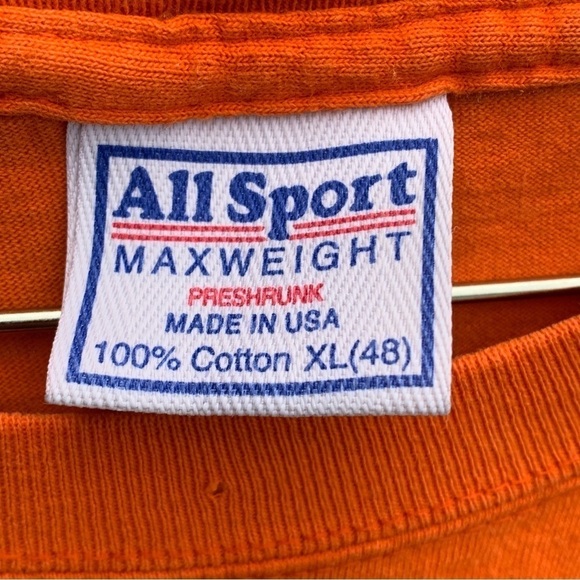 All Sport
MAXWEIGHT
PRESHRUNK
MADE IN USA
100% Cotton XL(48)